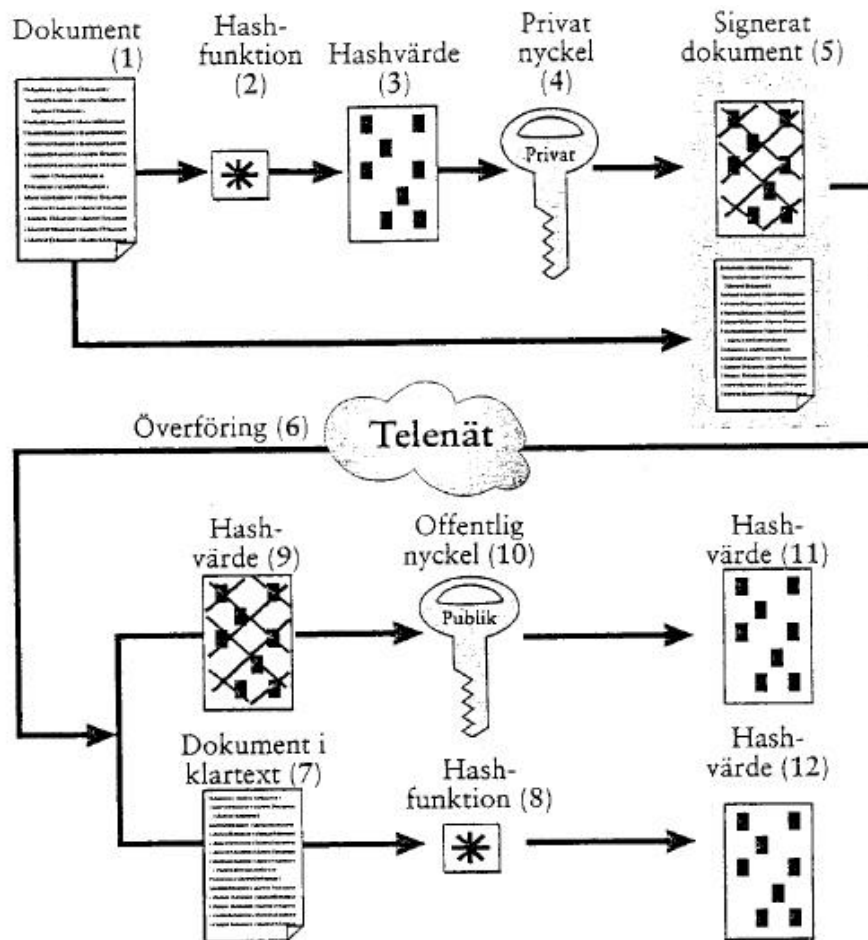 Dokument
(1)
Hash-
funktion
(2)
Hashvärde
(3)
Privat
nyckel
(4)
Signerat
dokument (5)
Privat
Överföring (6)
Telenät
Hash-
värde (9)
Offentlig
nyckel (10)
Hash-
värde (11)
Publik
Dokument i
klartext (7)
Hash-
funktion (8)
Hash-
värde (12)